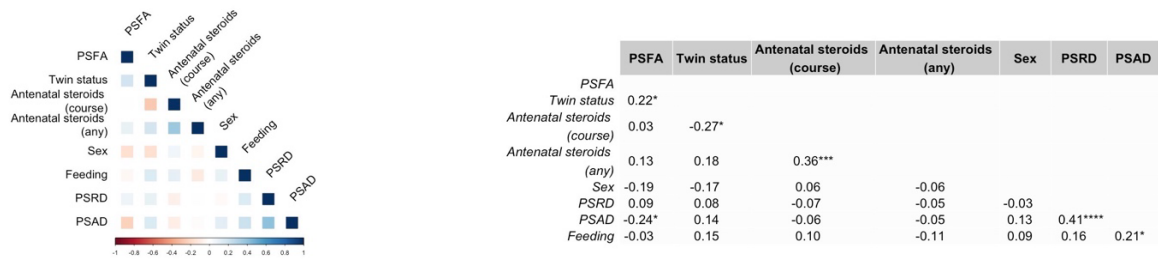 PSFA
Twin status
Antenatal steroids
(course)
Antenatal steroids
(any)
Sex
Feeding
PSRD
PSAD
PSFA
Twin status
Antenatal steroids
(course)
Antenatal steroids
(any)
Sex
Feeding
PSRD
PSAD
-1 -0.8 -0.6 -0.4 -0.2 0 0.2 0.4 0.6 0.8 1
PSFA Twin status Antenatal steroids (course) Antenatal steroids (any) Sex PSRD PSAD
PSFA
Twin status 0.22*
Antenatal steroids (course) 0.03 -0.27*
Antenatal steroids (any) 0.13 0.18 0.36***
Sex -0.19 -0.17 0.06 -0.06
PSRD 0.09 0.08 -0.07 -0.05 -0.03
PSAD -0.24* 0.14 -0.06 -0.05 0.13 0.41****
Feeding -0.03 0.15 0.10 -0.11 0.09 0.16 0.21*